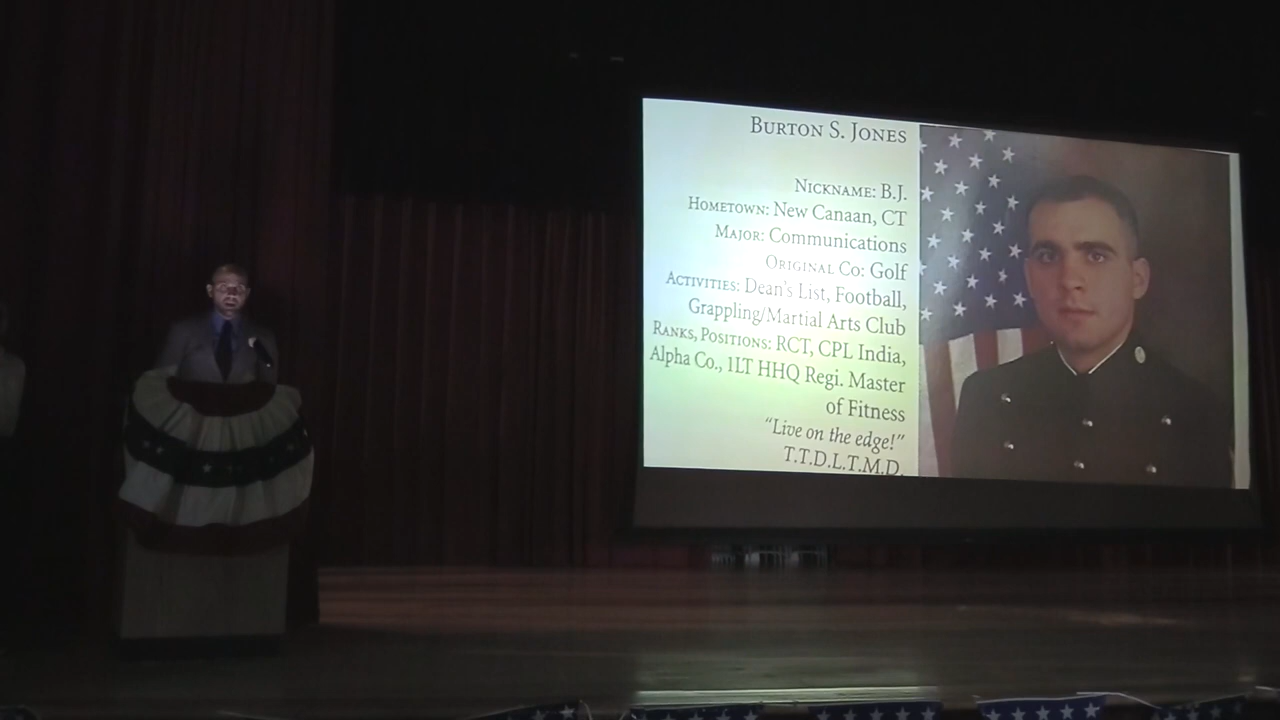 BURTON S. JONES
NICKNAME: B.J.
HOMETOWN: New Canaan, CT
MAJOR: Communications
ORIGINAL CO: Golf
ACTIVITIES: Dean's List, Football,
Grappling/Martial Arts Club
RANKS, POSITIONS: RCT, CPL India,
Alpha Co., 1LT HHQ Regi. Master
of Fitness
"Live on the edge!"
T.T.D.L.T.M.D.